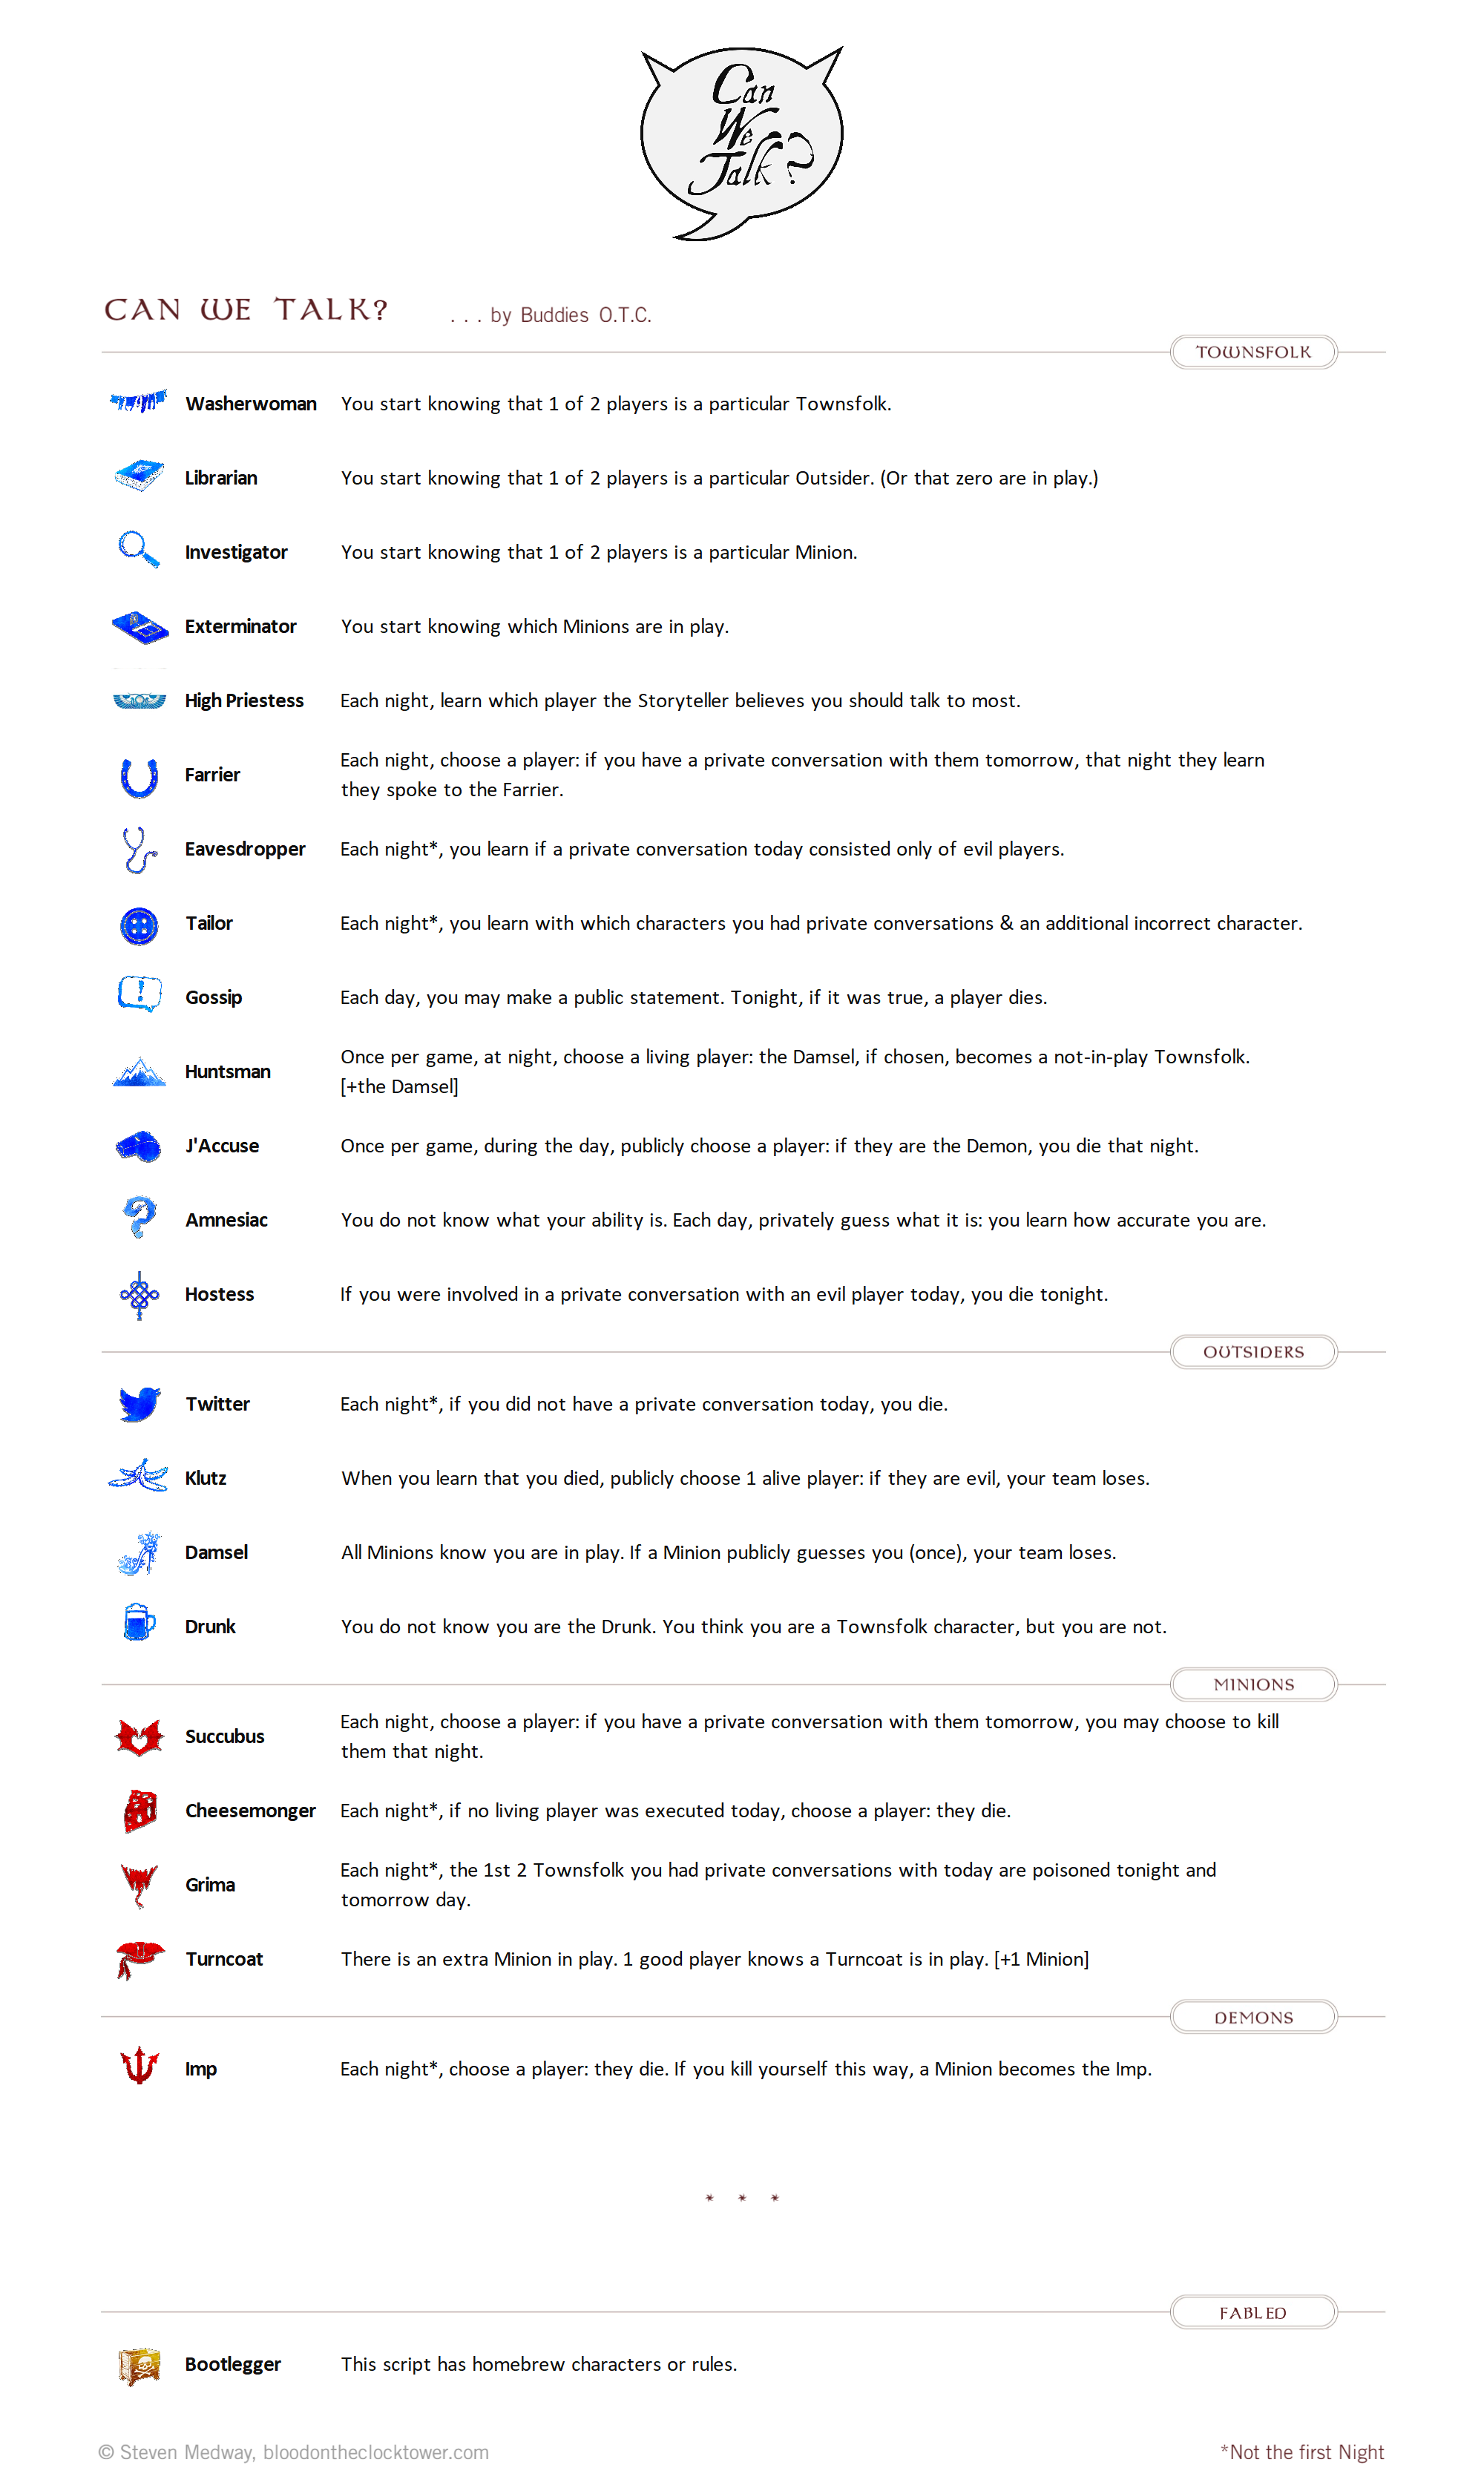 Can
We
Talk?
CAN WE TALK? . . . by Buddies O.T.C.
TOWNSFOLK
Washerwoman You start knowing that 1 of 2 players is a particular Townsfolk.
Librarian You start knowing that 1 of 2 players is a particular Outsider. (Or that zero are in play.)
Investigator You start knowing that 1 of 2 players is a particular Minion.
Exterminator You start knowing which Minions are in play.
High Priestess Each night, learn which player the Storyteller believes you should talk to most.
Farrier Each night, choose a player: if you have a private conversation with them tomorrow, that night they learn
they spoke to the Farrier.
Eavesdropper Each night*, you learn if a private conversation today consisted only of evil players.
Tailor Each night*, you learn with which characters you had private conversations & an additional incorrect character.
Gossip Each day, you may make a public statement. Tonight, if it was true, a player dies.
Huntsman Once per game, at night, choose a living player: the Damsel, if chosen, becomes a not-in-play Townsfolk.
[+the Damsel]
J'Accuse Once per game, during the day, publicly choose a player: if they are the Demon, you die that night.
Amnesiac You do not know what your ability is. Each day, privately guess what it is: you learn how accurate you are.
Hostess If you were involved in a private conversation with an evil player today, you die tonight.
OUTSIDERS
Twitter Each night*, if you did not have a private conversation today, you die.
Klutz When you learn that you died, publicly choose 1 alive player: if they are evil, your team loses.
Damsel All Minions know you are in play. If a Minion publicly guesses you (once), your team loses.
Drunk You do not know you are the Drunk. You think you are a Townsfolk character, but you are not.
MINIONS
Succubus Each night, choose a player: if you have a private conversation with them tomorrow, you may choose to kill
them that night.
Cheesemonger Each night*, if no living player was executed today, choose a player: they die.
Grima Each night*, the 1st 2 Townsfolk you had private conversations with today are poisoned tonight and
tomorrow day.
Turncoat There is an extra Minion in play. 1 good player knows a Turncoat is in play. [+1 Minion]
DEMONS
Imp Each night*, choose a player: they die. If you kill yourself this way, a Minion becomes the Imp.
* * *
FABLED
Bootlegger This script has homebrew characters or rules.
© Steven Medway, bloodontheclocktower.com *Not the first Night